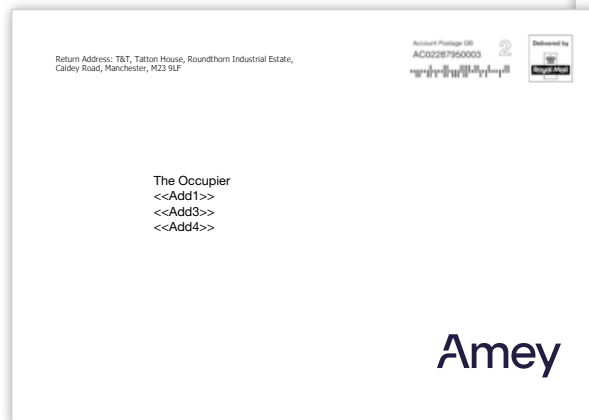 Return Address: T&T, Tatton House, Roundthorn Industrial Estate,
Caldey Road, Manchester, M23 9LF
Account Postage GB
AC02287950003
2
Delivered by
Royal Mail
The Occupier
<<Add1>>
<<Add3>>
<<Add4>>
Amey